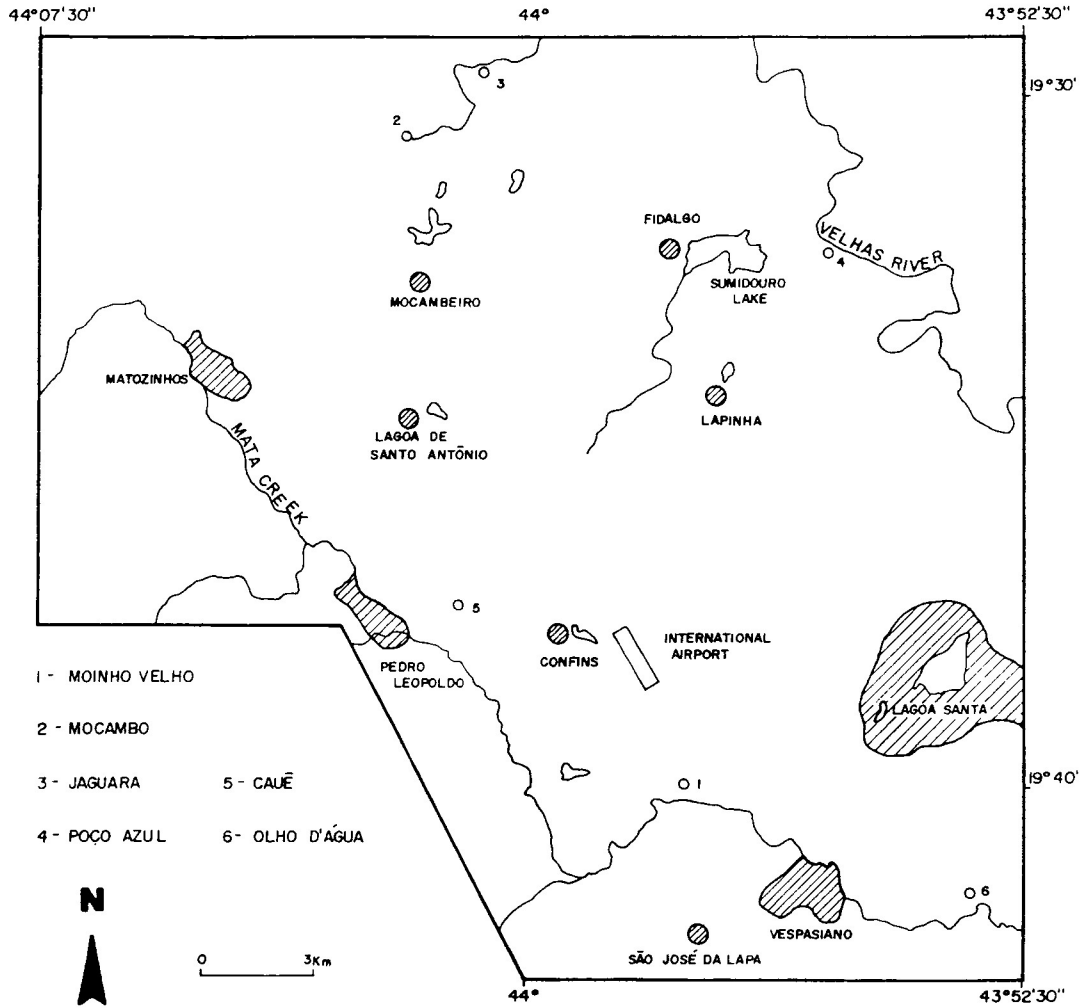 44°07'30"
44°
43°52'30"
3
19°30'
2
FIDALGO
VELHAS RIVER
4
SUMIDOURO
LAKE
MOCAMBEIRO
MATOZINHOS
LAPINHA
LAGOA DE
SANTO ANTÔNIO
MATA CREEK
5
INTERNATIONAL
AIRPORT
CONFINS
PEDRO
LEOPOLDO
LAGOA SANTA
1 - MOINHO VELHO
2 - MOCAMBO
3 - JAGUARA
5 - CAUÊ
4 - POÇO AZUL
6 - OLHO D'ÁGUA
19°40'
1
6
VESPASIANO
SÃO JOSÉ DA LAPA
N
0
3Km
44°
43°52'30"